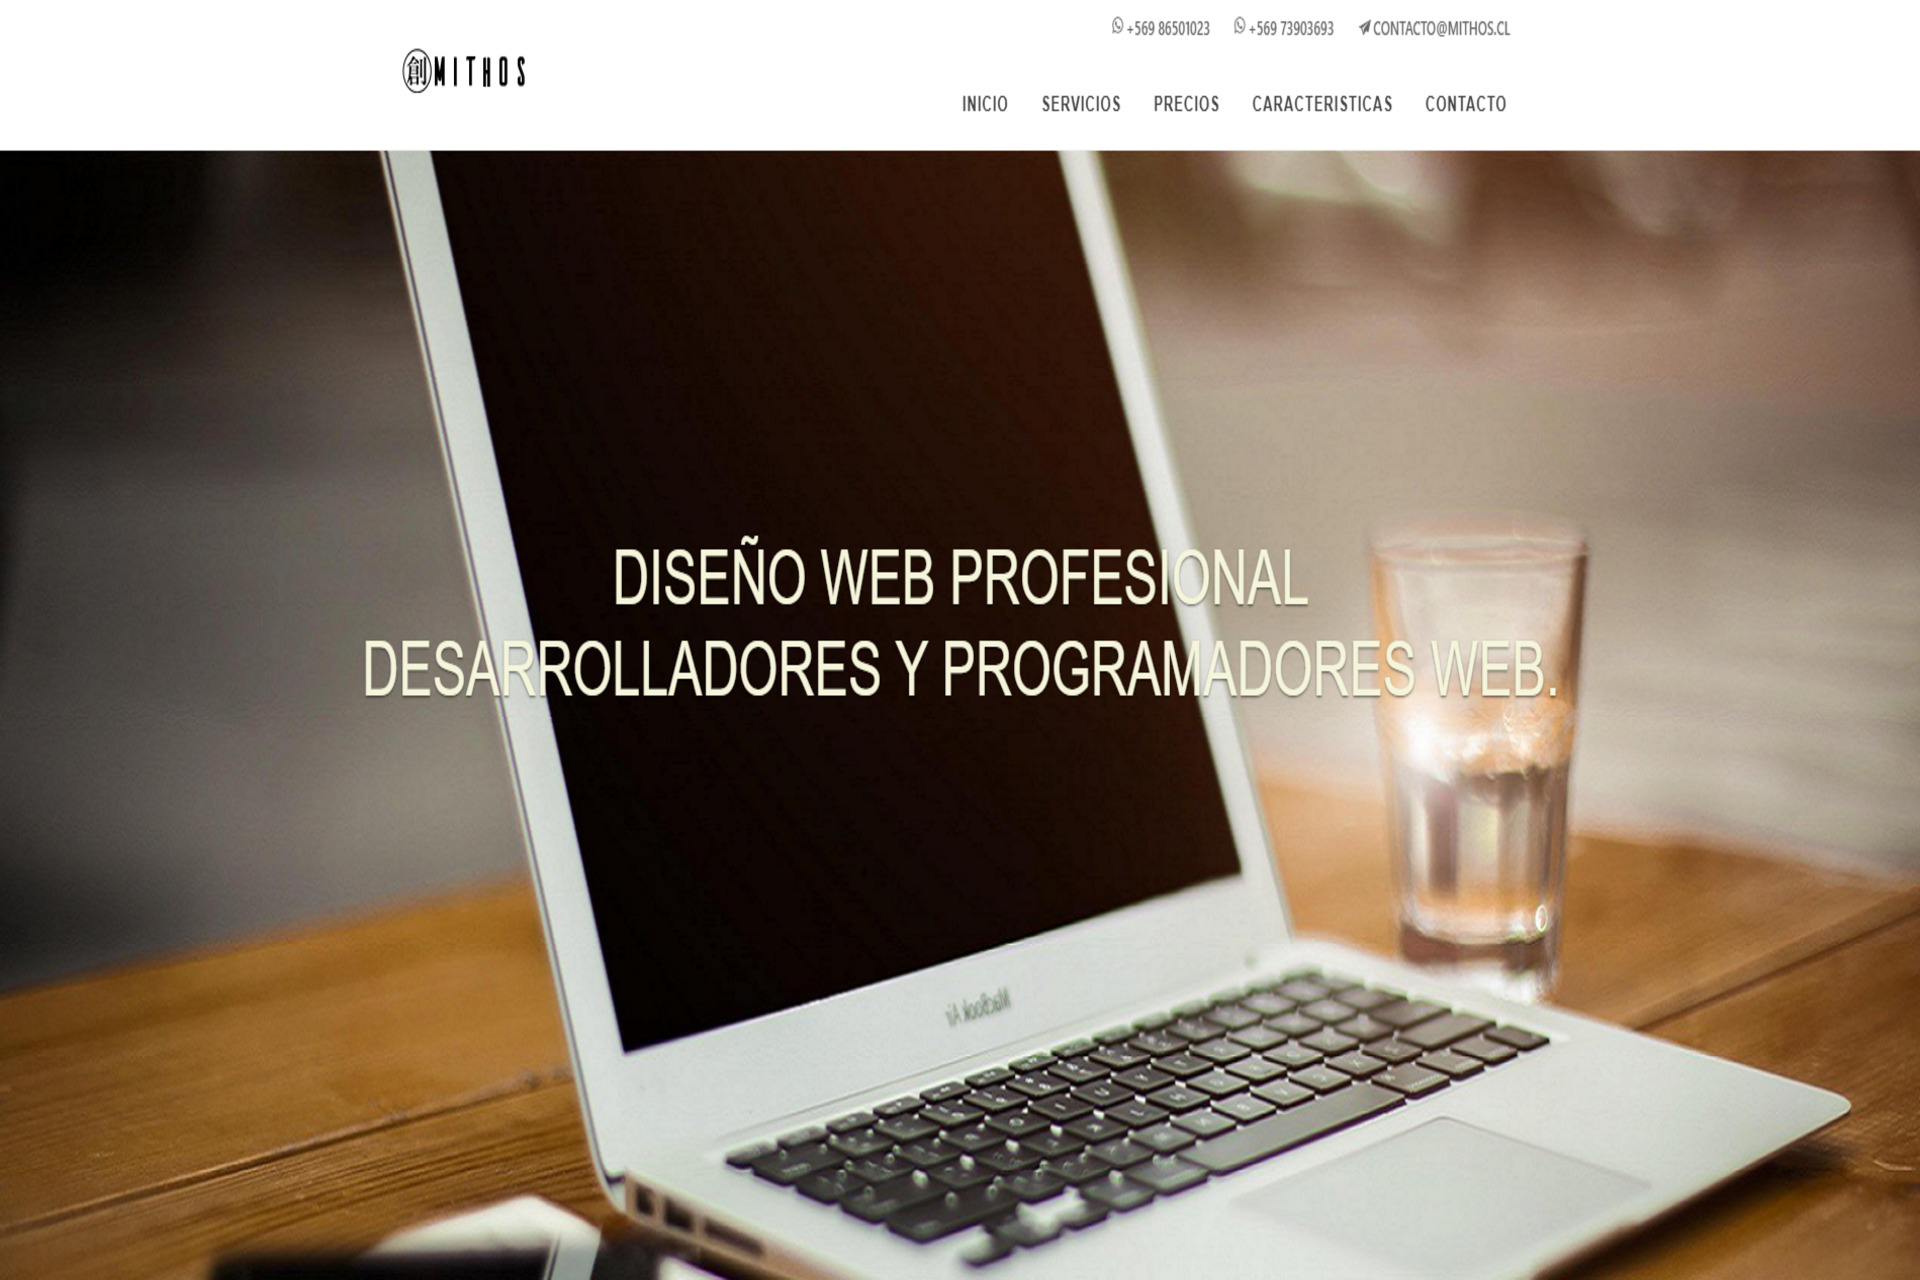 +569 86501023 +569 73903693 CONTACTO@MITHOS.CL
創 MITHOS
INICIO SERVICIOS PRECIOS CARACTERISTICAS CONTACTO
DISEÑO WEB PROFESIONAL
DESARROLLADORES Y PROGRAMADORES WEB.
MacBook Air